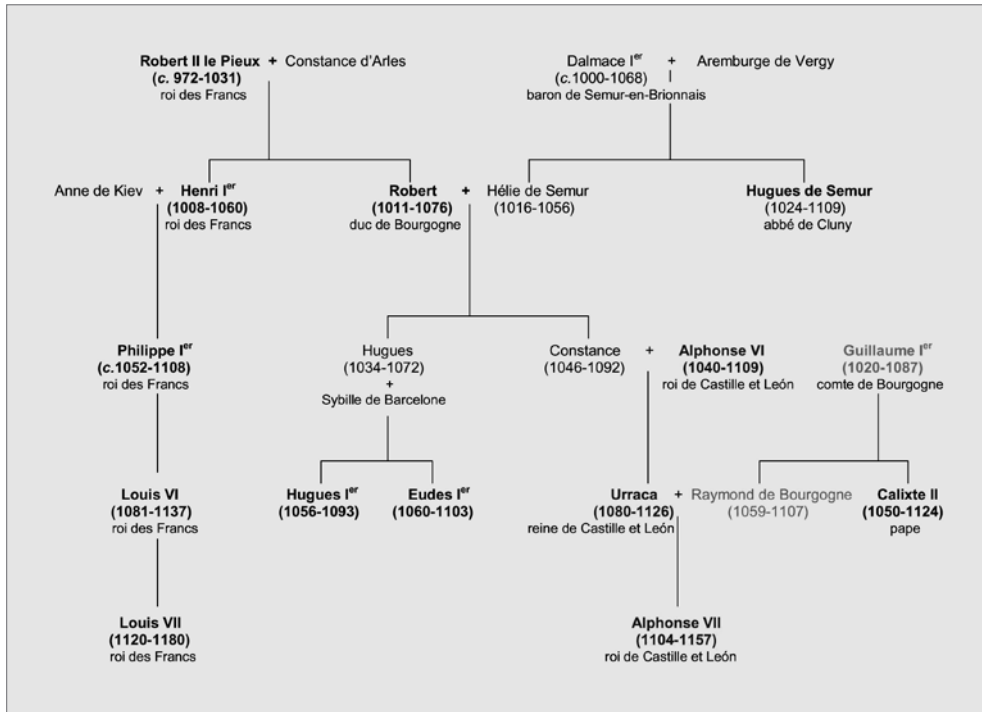 Robert II le Pieux + Constance d'Arles
(c. 972-1031)
roi des Francs
Dalmace Ier + Aremburge de Vergy
(c.1000-1068)
baron de Semur-en-Brionnais
Anne de Kiev + Henri Ier
(1008-1060)
roi des Francs
Robert + Hélie de Semur
(1011-1076) (1016-1056)
duc de Bourgogne
Hugues de Semur
(1024-1109)
abbé de Cluny
Philippe Ier
(c.1052-1108)
roi des Francs
Hugues
(1034-1072)
+
Sybille de Barcelone
Constance + Alphonse VI
(1046-1092) (1040-1109)
roi de Castille et León
Guillaume Ier
(1020-1087)
comte de Bourgogne
Louis VI
(1081-1137)
roi des Francs
Hugues Ier
(1056-1093)
Eudes Ier
(1060-1103)
Urraca + Raymond de Bourgogne
(1080-1126) (1059-1107)
reine de Castille et León
Calixte II
(1050-1124)
pape
Louis VII
(1120-1180)
roi des Francs
Alphonse VII
(1104-1157)
roi de Castille et León